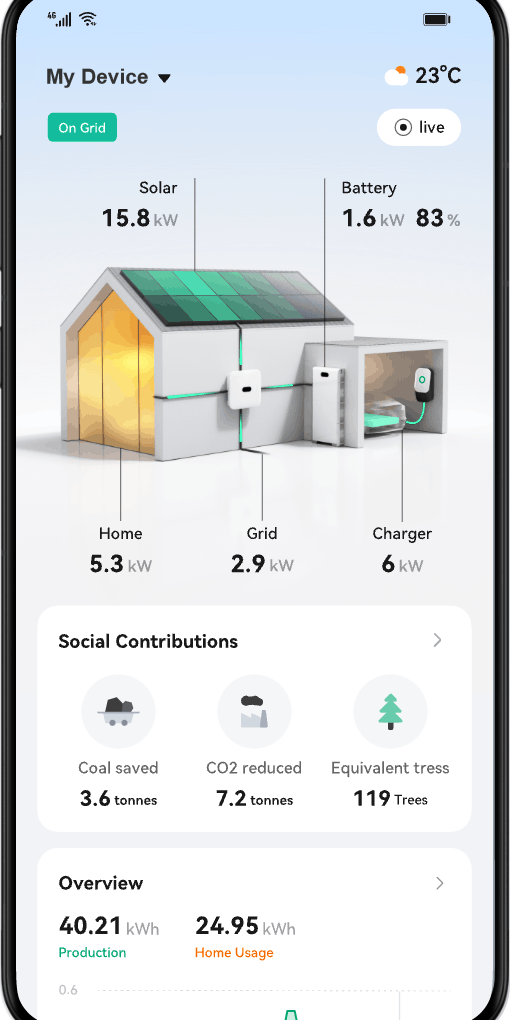 4G
My Device
23°C
On Grid
live
Solar
15.8 kW
Battery
1.6 kW 83 %
Home
5.3 kW
Grid
2.9 kW
Charger
6 kW
Social Contributions
Coal saved
3.6 tonnes
CO2 reduced
7.2 tonnes
Equivalent tress
119 Trees
Overview
40.21 kWh
Production
24.95 kWh
Home Usage
0.6